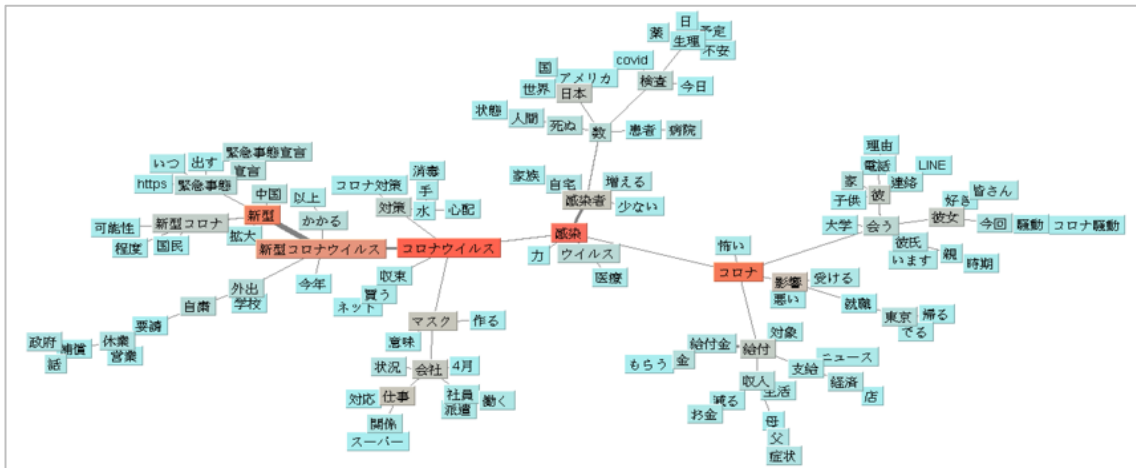 日
薬
予定
生理
不安
covid
国
アメリカ
検査
今日
世界
日本
状態
人間
死ぬ
数
患者
病院
理由
緊急事態宣言
電話
LINE
いつ
出す
宣言
消毒
家族
増える
家
彼
連絡
皆さん
https
緊急事態
コロナ対策
手
自宅
感染者
子供
好き
中国
以上
対策
水
心配
少ない
大学
会う
彼女
今回
騒動
コロナ騒動
可能性
新型コロナ
新型
かかる
感染
彼氏
程度
国民
拡大
新型コロナウイルス
コロナウイルス
力
ウイルス
怖い
います
親
時期
今年
収束
医療
コロナ
影響
受ける
外出
学校
買う
悪い
自粛
ネット
就職
東京
帰る
でる
要請
マスク
作る
対象
政府
補償
休業
意味
給付金
給付
ニュース
話
営業
状況
会社
4月
もらう
金
支給
収入
生活
経済
店
対応
仕事
社員
派遣
働く
減る
お金
関係
母
スーパー
父
症状